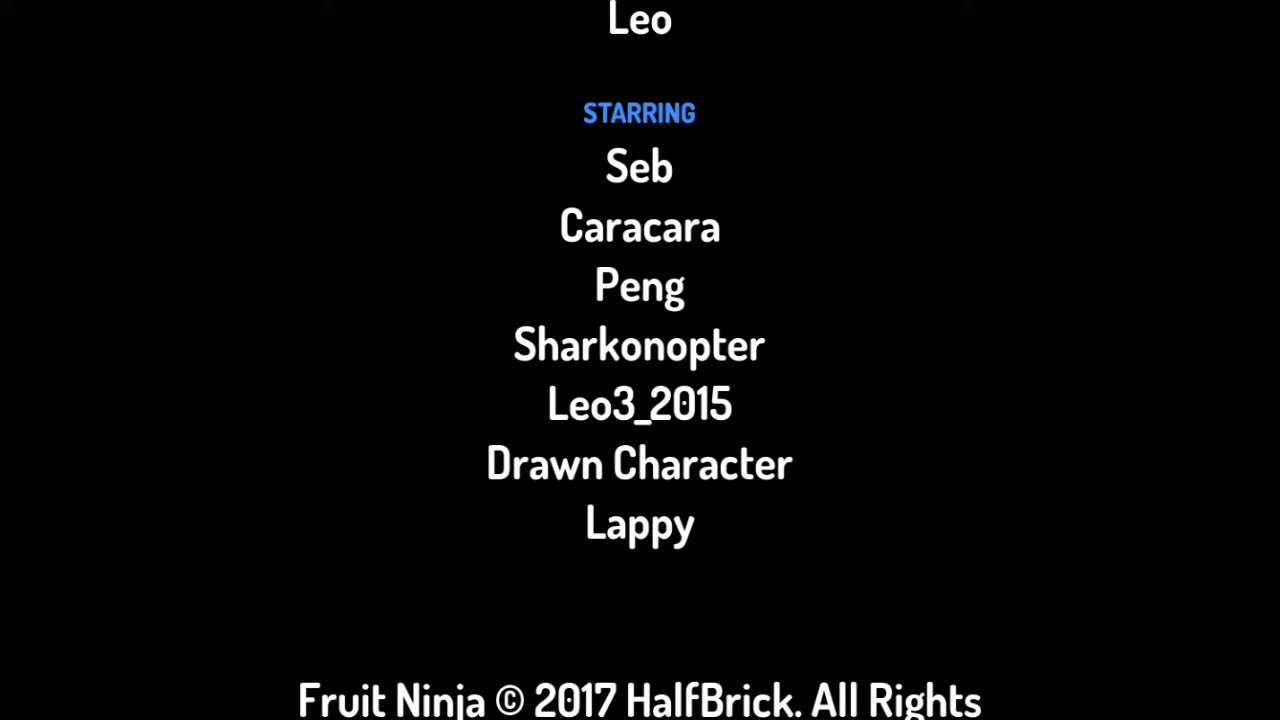 Leo
STARRING
Seb
Caracara
Peng
Sharkonopter
Leo3_2015
Drawn Character
Lappy
Fruit Ninja © 2017 HalfBrick. All Rights